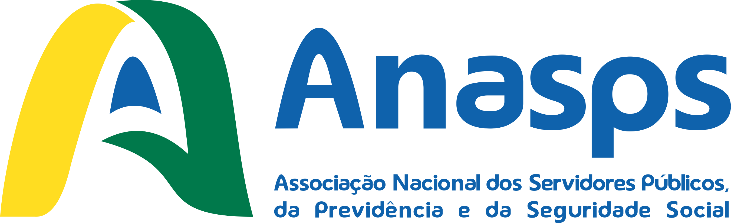 Anasps
Associação Nacional dos Servidores Públicos,
da Previdência e da Seguridade Social